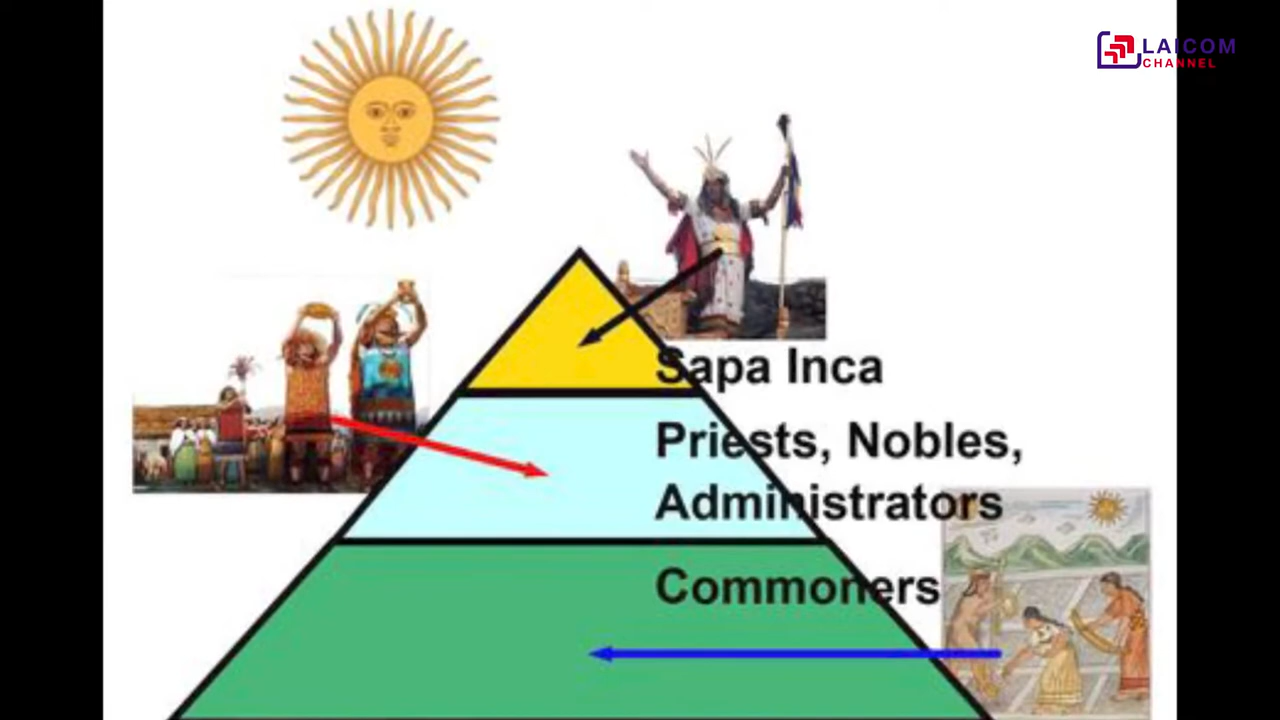 LAICOM
CHANNEL
Sapa Inca
Priests, Nobles,
Administrators
Commoners